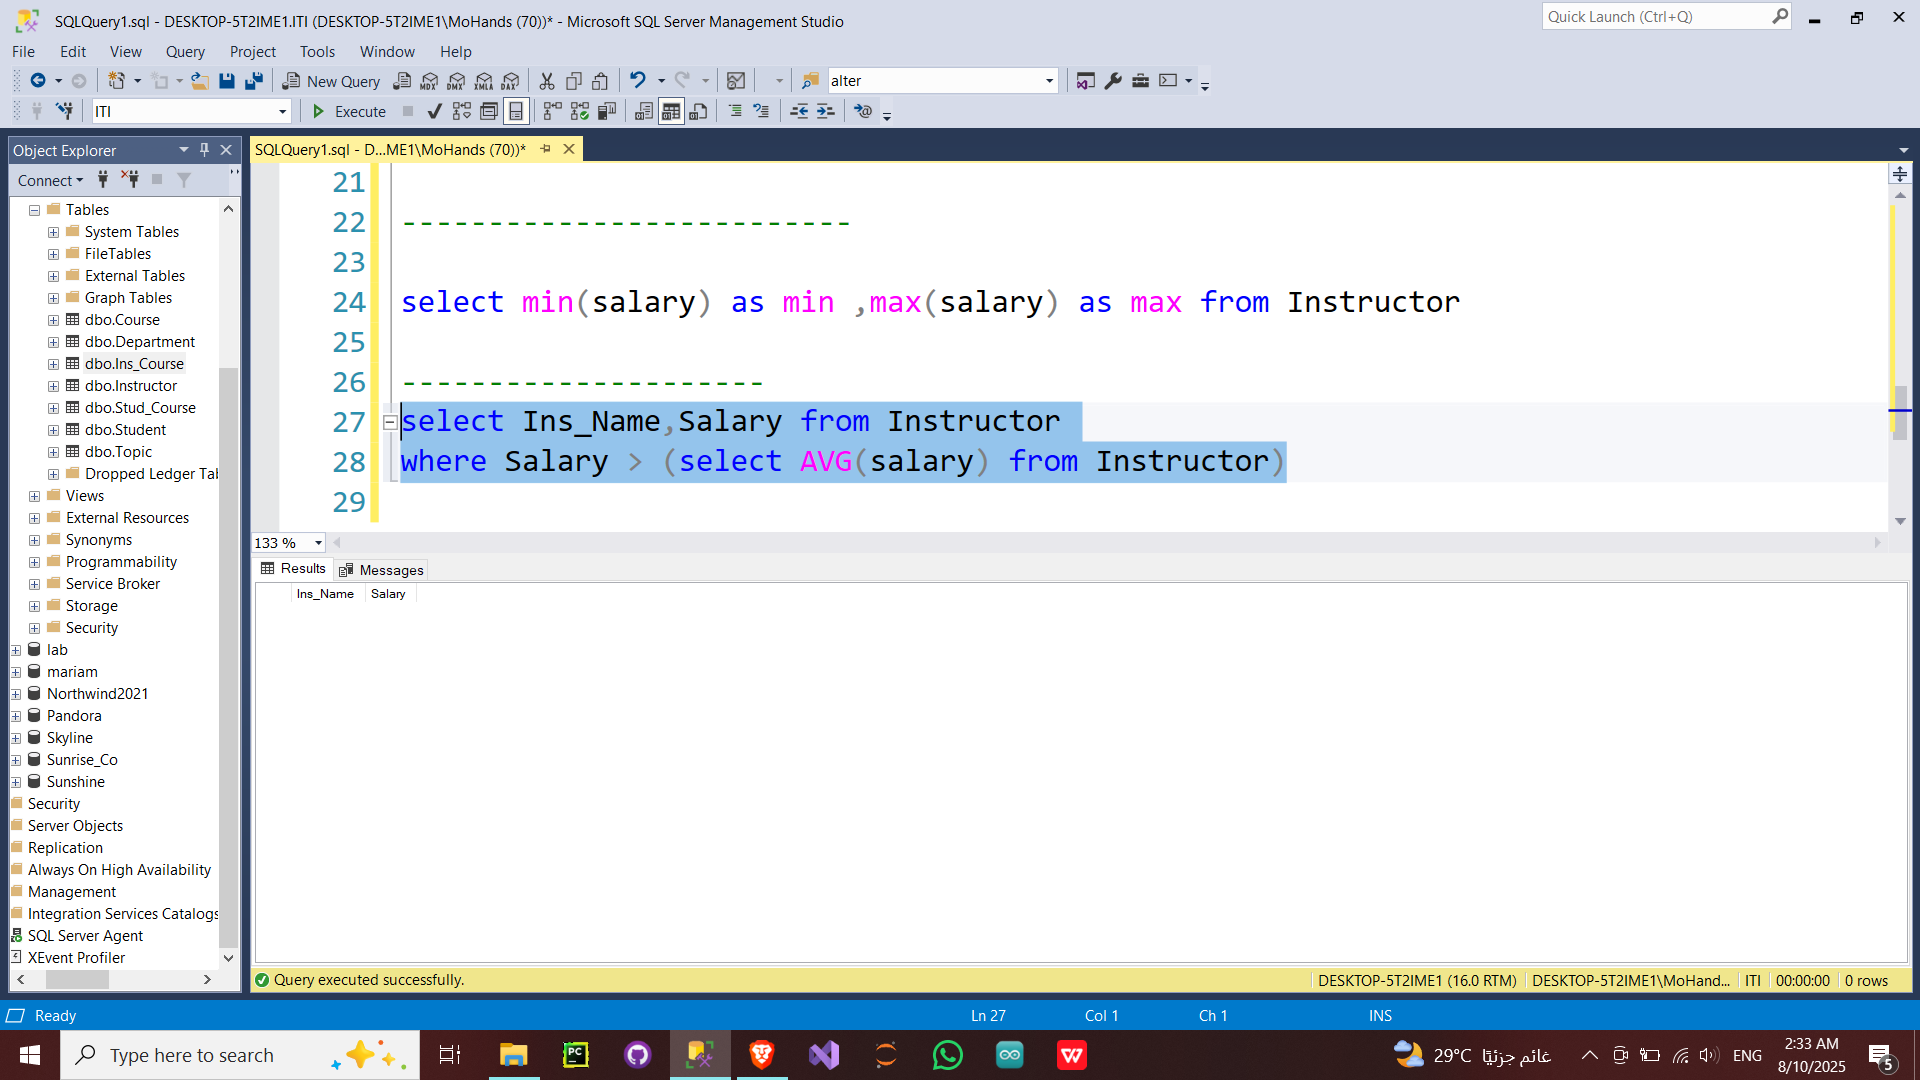 SQLQuery1.sql - DESKTOP-5T2IME1.ITI (DESKTOP-5T2IME1\MoHands (70))* - Microsoft SQL Server Management Studio
Quick Launch (Ctrl+Q)
File Edit View Query Project Tools Window Help
New Query MDX DMX XMLA DAX alter
ITI Execute
Object Explorer
SQLQuery1.sql - D...ME1\MoHands (70))*
Connect
Tables
System Tables
FileTables
External Tables
Graph Tables
dbo.Course
dbo.Department
dbo.Ins_Course
dbo.Instructor
dbo.Stud_Course
dbo.Student
dbo.Topic
Dropped Ledger Tal
Views
External Resources
Synonyms
Programmability
Service Broker
Storage
Security
lab
mariam
Northwind2021
Pandora
Skyline
Sunrise_Co
Sunshine
Security
Server Objects
Replication
Always On High Availability
Management
Integration Services Catalogs
SQL Server Agent
XEvent Profiler
21
22 --------------------------
23
24 select min(salary) as min ,max(salary) as max from Instructor
25
26 ---------------------
27 select Ins_Name,Salary from Instructor
28 where Salary > (select AVG(salary) from Instructor)
29
133 %
Results Messages
Ins_Name Salary
Query executed successfully.
DESKTOP-5T2IME1 (16.0 RTM) DESKTOP-5T2IME1\MoHand... ITI 00:00:00 0 rows
Ready Ln 27 Col 1 Ch 1 INS
Type here to search
PC
W
29°C غائم جزئيًا
ENG
2:33 AM
8/10/2025
5